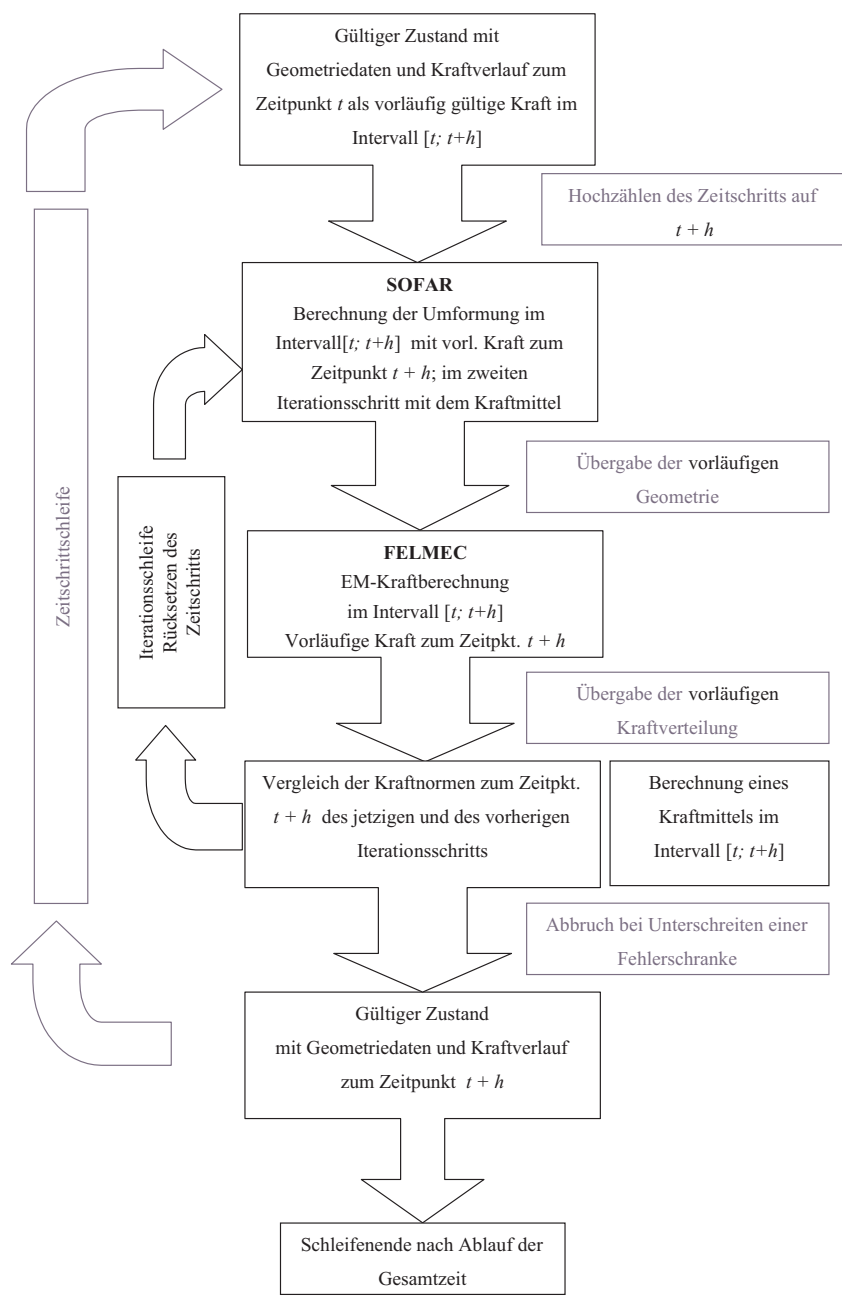 Gültiger Zustand mit
Geometriedaten und Kraftverlauf zum
Zeitpunkt t als vorläufig gültige Kraft im
Intervall [t; t+h]
Hochzählen des Zeitschritts auf
t + h
SOFAR
Berechnung der Umformung im
Intervall[t; t+h] mit vorl. Kraft zum
Zeitpunkt t + h; im zweiten
Iterationsschritt mit dem Kraftmittel
Übergabe der vorläufigen
Geometrie
Zeitschrittschleife
Iterationsschleife
Rücksetzen des
Zeitschritts
FELMEC
EM-Kraftberechnung
im Intervall [t; t+h]
Vorläufige Kraft zum Zeitpkt. t + h
Übergabe der vorläufigen
Kraftverteilung
Vergleich der Kraftnormen zum Zeitpkt.
t + h des jetzigen und des vorherigen
Iterationsschritts
Berechnung eines
Kraftmittels im
Intervall [t; t+h]
Abbruch bei Unterschreiten einer
Fehlerschranke
Gültiger Zustand
mit Geometriedaten und Kraftverlauf
zum Zeitpunkt t + h
Schleifenende nach Ablauf der
Gesamtzeit